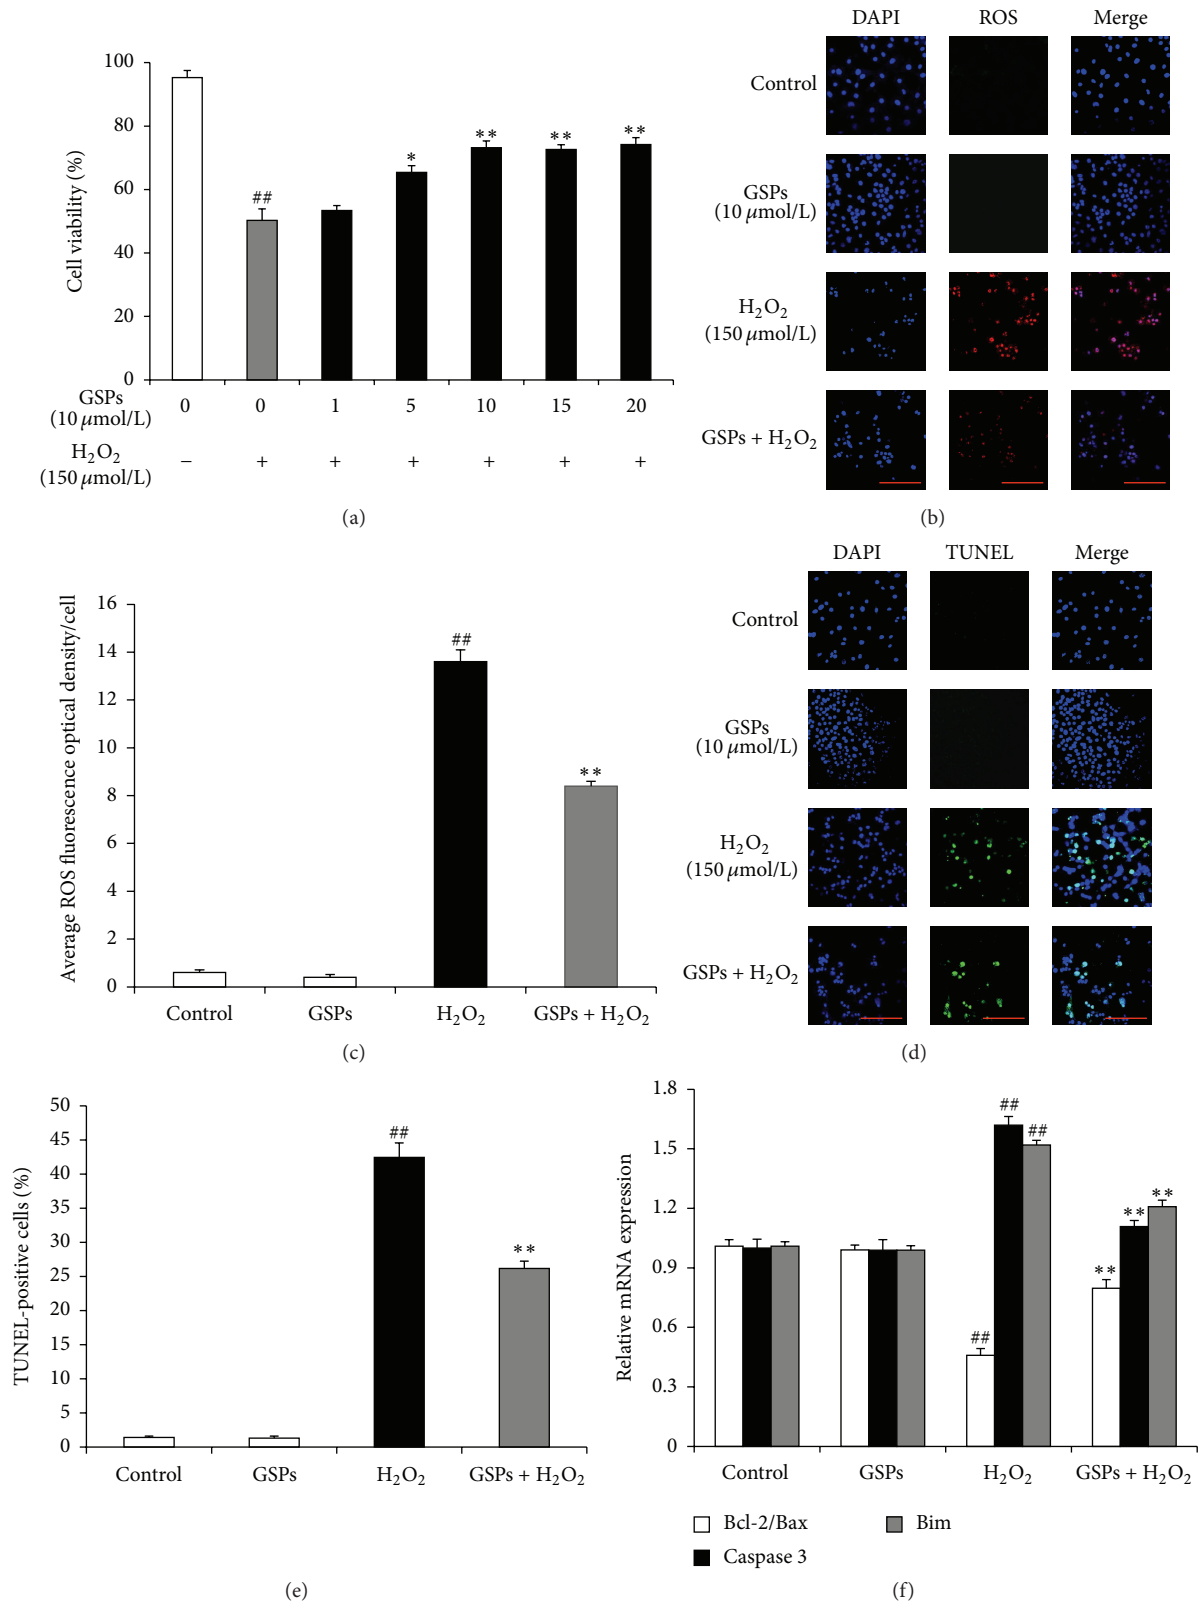 100
80
60
40
20
0
Cell viability (%)
##
*
**
**
**
GSPs
(10 μmol/L)
0 0 1 5 10 15 20
H₂O₂
(150 μmol/L)
− + + + + + +
(a)
DAPI ROS Merge
Control
GSPs
(10 μmol/L)
H₂O₂
(150 μmol/L)
GSPs + H₂O₂
(b)
16
14
12
10
8
6
4
2
0
Average ROS fluorescence optical density/cell
##
**
Control GSPs H₂O₂ GSPs + H₂O₂
(c)
DAPI TUNEL Merge
Control
GSPs
(10 μmol/L)
H₂O₂
(150 μmol/L)
GSPs + H₂O₂
(d)
50
45
40
35
30
25
20
15
10
5
0
TUNEL-positive cells (%)
##
**
Control GSPs H₂O₂ GSPs + H₂O₂
(e)
1.8
1.5
1.2
0.9
0.6
0.3
0
Relative mRNA expression
##
##
##
**
**
**
Control GSPs H₂O₂ GSPs + H₂O₂
Bcl-2/Bax Bim
Caspase 3
(f)